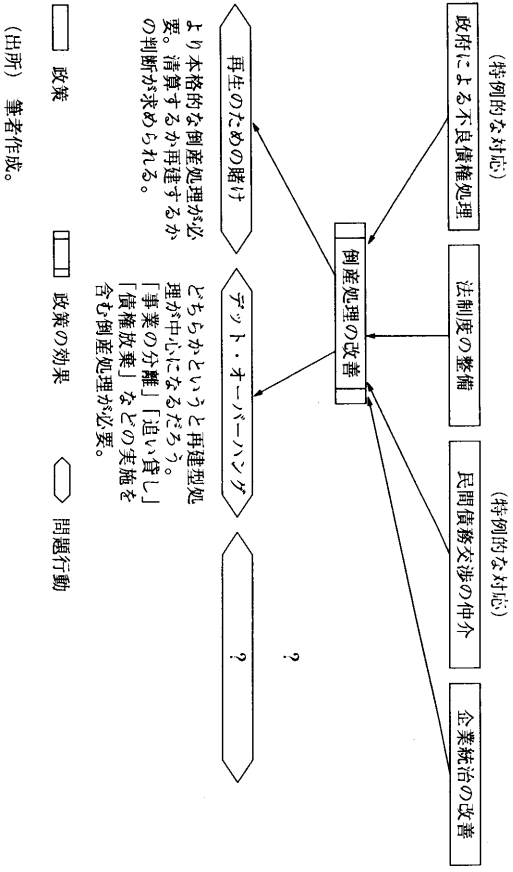 (特例的な対応)
(特例的な対応)
政府による不良債権処理
法制度の整備
民間債務交渉の仲介
企業統治の改善
倒産処理の改善
?
再生のための賭け
デット・オーバーハング
?
より本格的な倒産処理が必
要。清算するか再建するか
の判断が求められる。
どちらかというと再建型処
理が中心になるだろう。
「事業の分離」「追い貸し」
「債権放棄」などの実施を
含む倒産処理が必要。
政策
政策の効果
問題行動
(出所) 筆者作成。